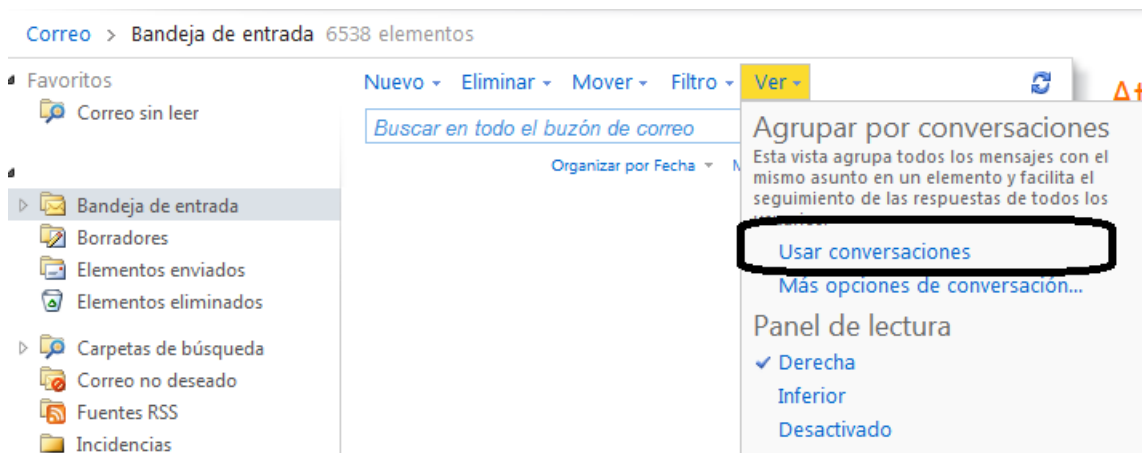 Correo > Bandeja de entrada 6538 elementos
Favoritos
Correo sin leer
Bandeja de entrada
Borradores
Elementos enviados
Elementos eliminados
Carpetas de búsqueda
Correo no deseado
Fuentes RSS
Incidencias
Nuevo Eliminar Mover Filtro Ver
Buscar en todo el buzón de correo
Organizar por Fecha
Agrupar por conversaciones
Esta vista agrupa todos los mensajes con el
mismo asunto en un elemento y facilita el
seguimiento de las respuestas de todos los
Usar conversaciones
Más opciones de conversación...
Panel de lectura
Derecha
Inferior
Desactivado